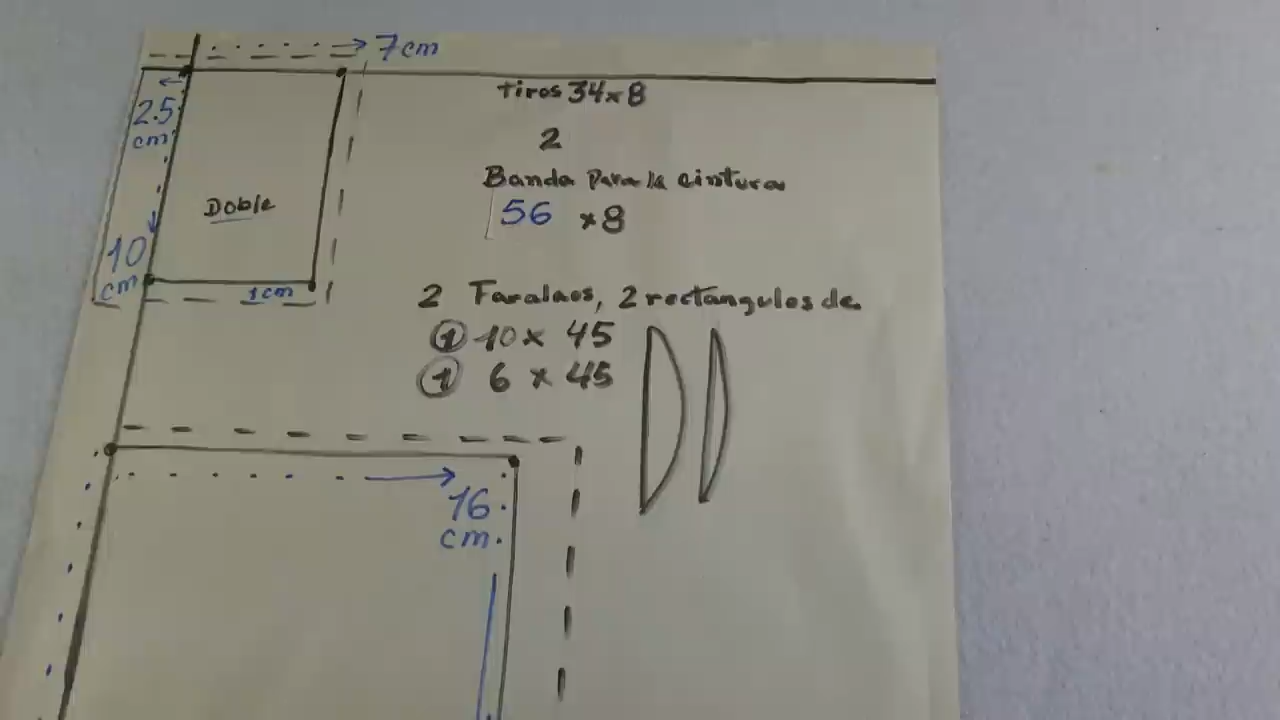 7cm
2.5
cm
tiros 34x8
2
Banda para la cintura
56 x8
Doble
10
cm
1cm
2 Faralaos, 2 rectangulos de
1 10x 45
1 6 x 45
16
cm.